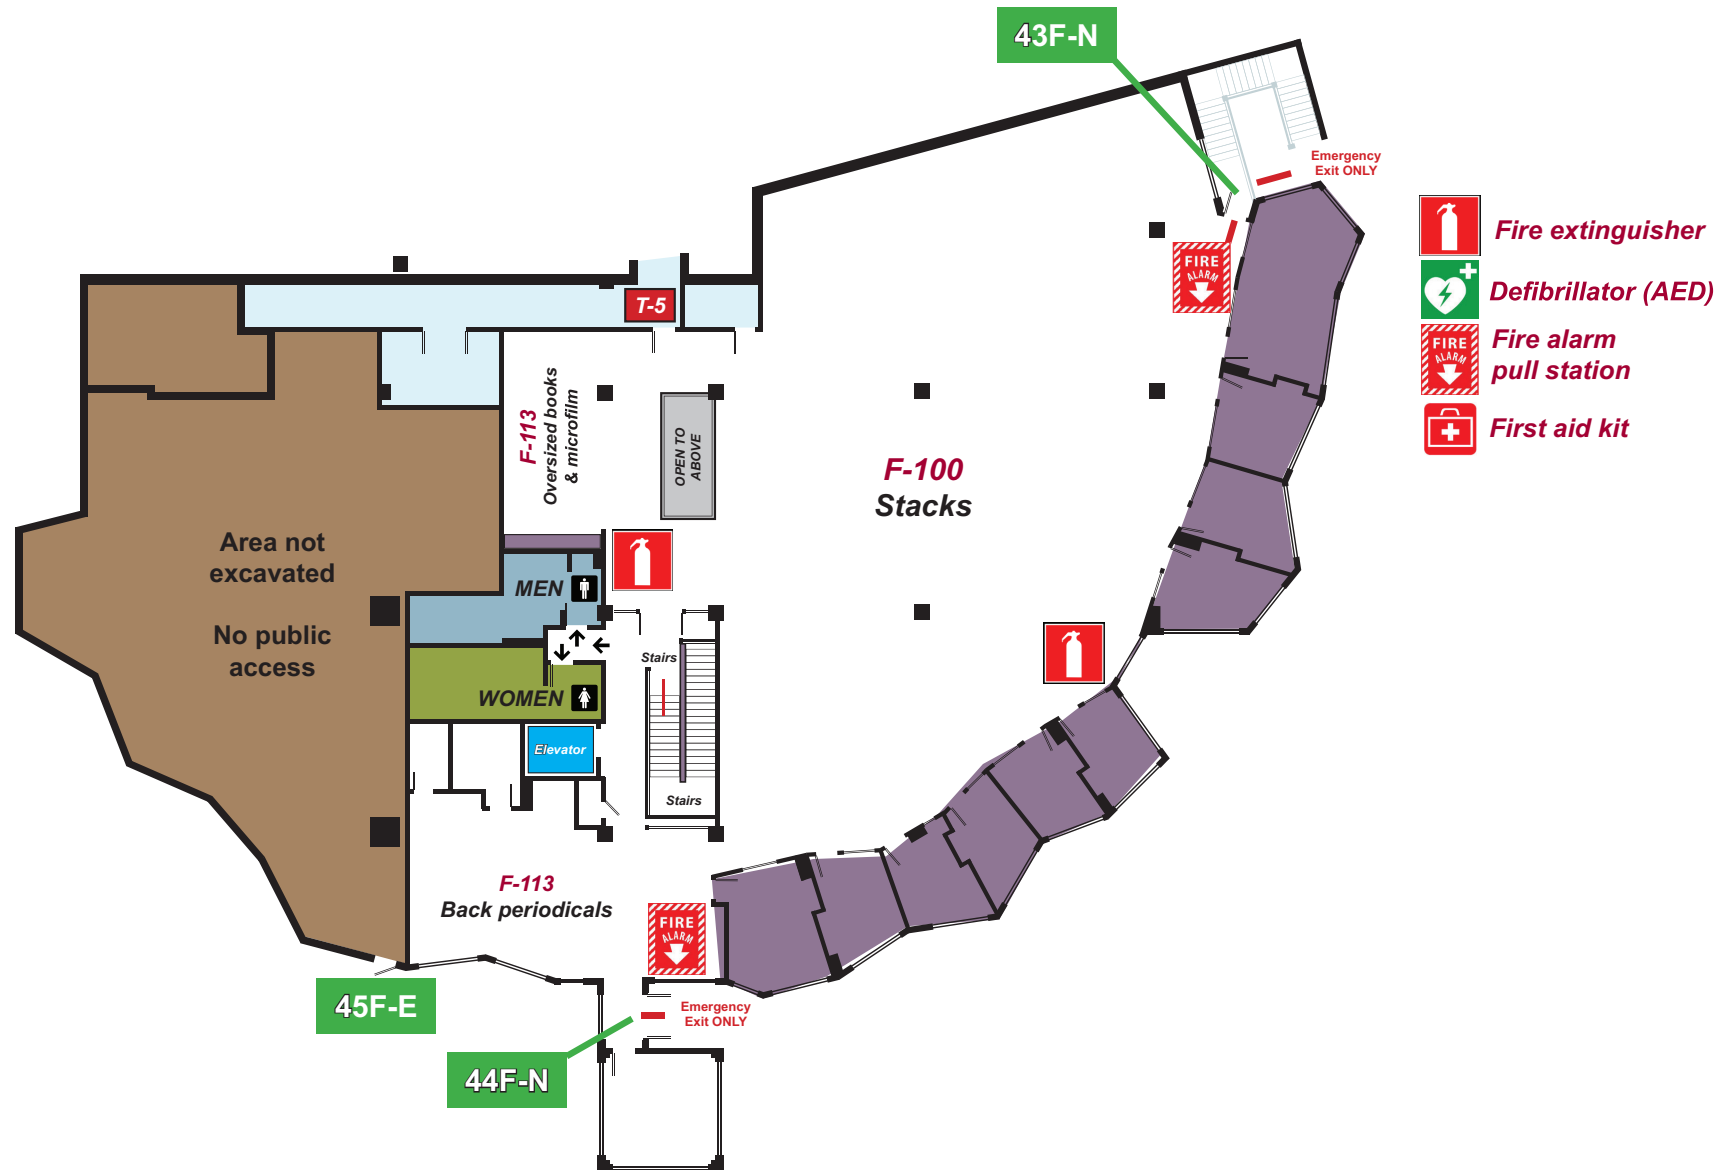 43F-N
Emergency
Exit ONLY
Fire extinguisher
Defibrillator (AED)
Fire alarm
pull station
First aid kit
FIRE
ALARM
FIRE
ALARM
T-5
F-113
Oversized books
& microfilm
OPEN TO
ABOVE
F-100
Stacks
Area not
excavated
No public
access
MEN
WOMEN
Stairs
Elevator
Stairs
F-113
Back periodicals
FIRE
ALARM
45F-E
Emergency
Exit ONLY
44F-N